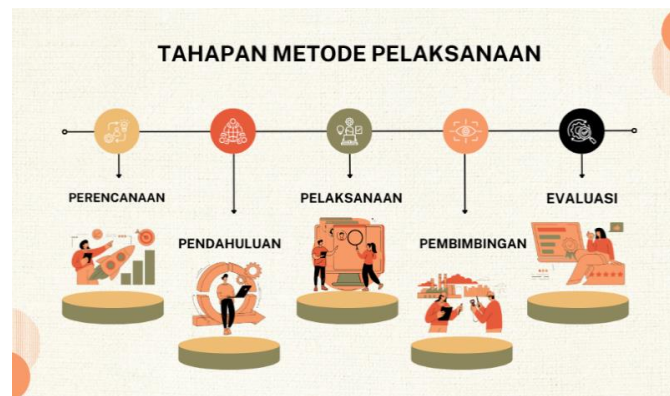 TAHAPAN METODE PELAKSANAAN
PERENCANAAN
PENDAHULUAN
PELAKSANAAN
PEMBIMBINGAN
EVALUASI